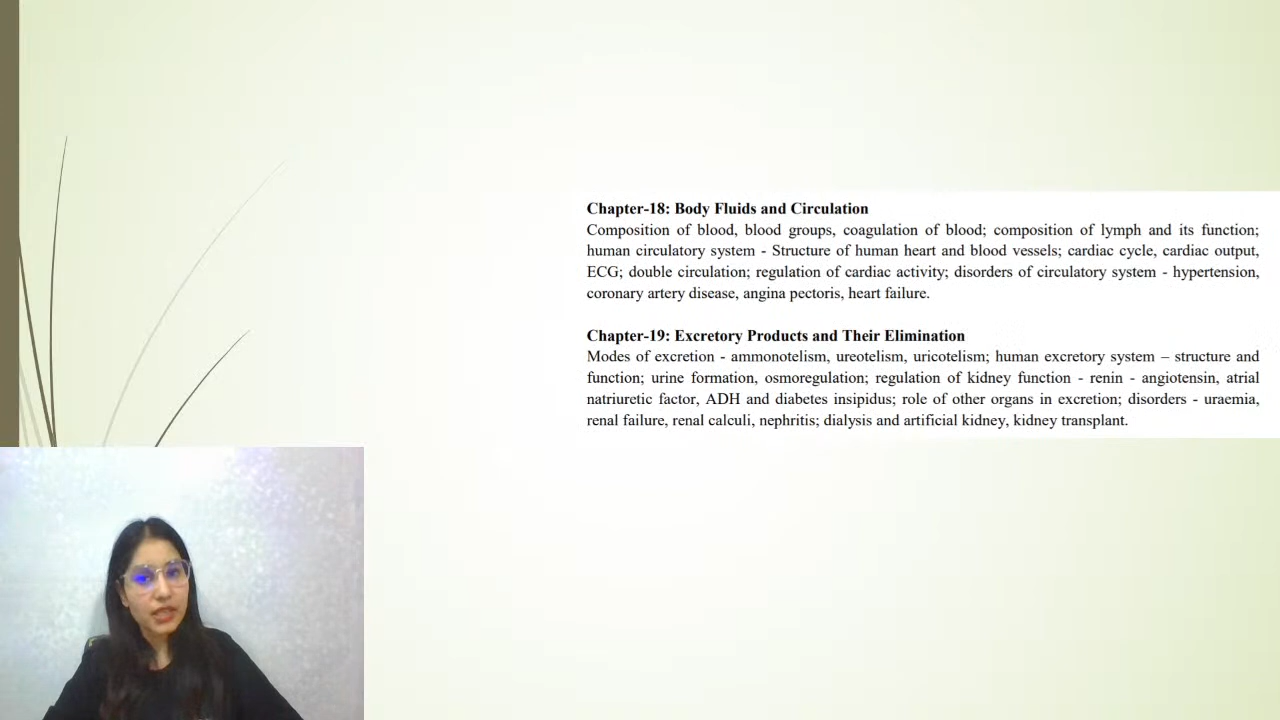 Chapter-18: Body Fluids and Circulation
Composition of blood, blood groups, coagulation of blood; composition of lymph and its function;
human circulatory system - Structure of human heart and blood vessels; cardiac cycle, cardiac output,
ECG; double circulation; regulation of cardiac activity; disorders of circulatory system - hypertension,
coronary artery disease, angina pectoris, heart failure.
Chapter-19: Excretory Products and Their Elimination
Modes of excretion - ammonotelism, ureotelism, uricotelism; human excretory system – structure and
function; urine formation, osmoregulation; regulation of kidney function - renin - angiotensin, atrial
natriuretic factor, ADH and diabetes insipidus; role of other organs in excretion; disorders - uraemia,
renal failure, renal calculi, nephritis; dialysis and artificial kidney, kidney transplant.